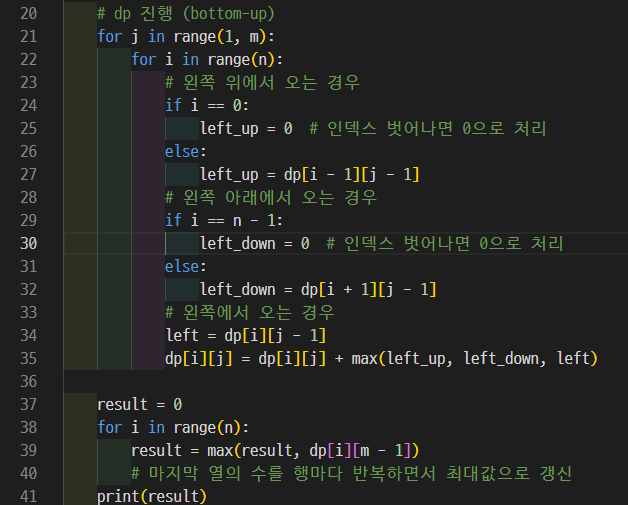 20 # dp 진행 (bottom-up)
21 for j in range(1, m):
22 for i in range(n):
23 # 왼쪽 위에서 오는 경우
24 if i == 0:
25 left_up = 0 # 인덱스 벗어나면 0으로 처리
26 else:
27 left_up = dp[i - 1][j - 1]
28 # 왼쪽 아래에서 오는 경우
29 if i == n - 1:
30 left_down = 0 # 인덱스 벗어나면 0으로 처리
31 else:
32 left_down = dp[i + 1][j - 1]
33 # 왼쪽에서 오는 경우
34 left = dp[i][j - 1]
35 dp[i][j] = dp[i][j] + max(left_up, left_down, left)
36
37 result = 0
38 for i in range(n):
39 result = max(result, dp[i][m - 1])
40 # 마지막 열의 수를 행마다 반복하면서 최대값으로 갱신
41 print(result)